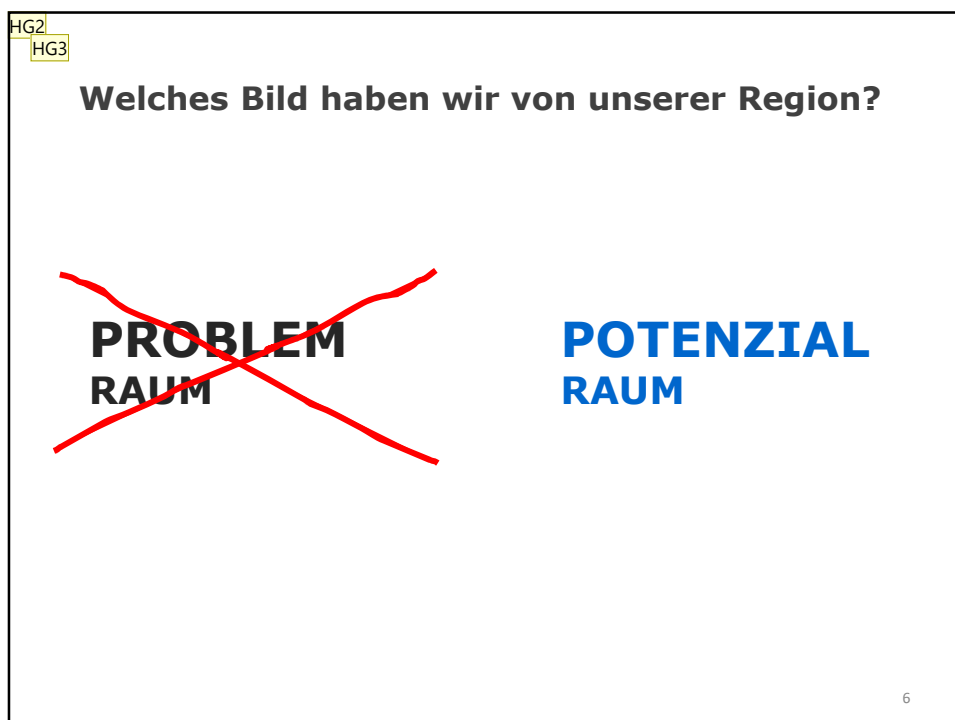 HG2
HG3
Welches Bild haben wir von unserer Region?
PROBLEM
RAUM
POTENZIAL
RAUM
6